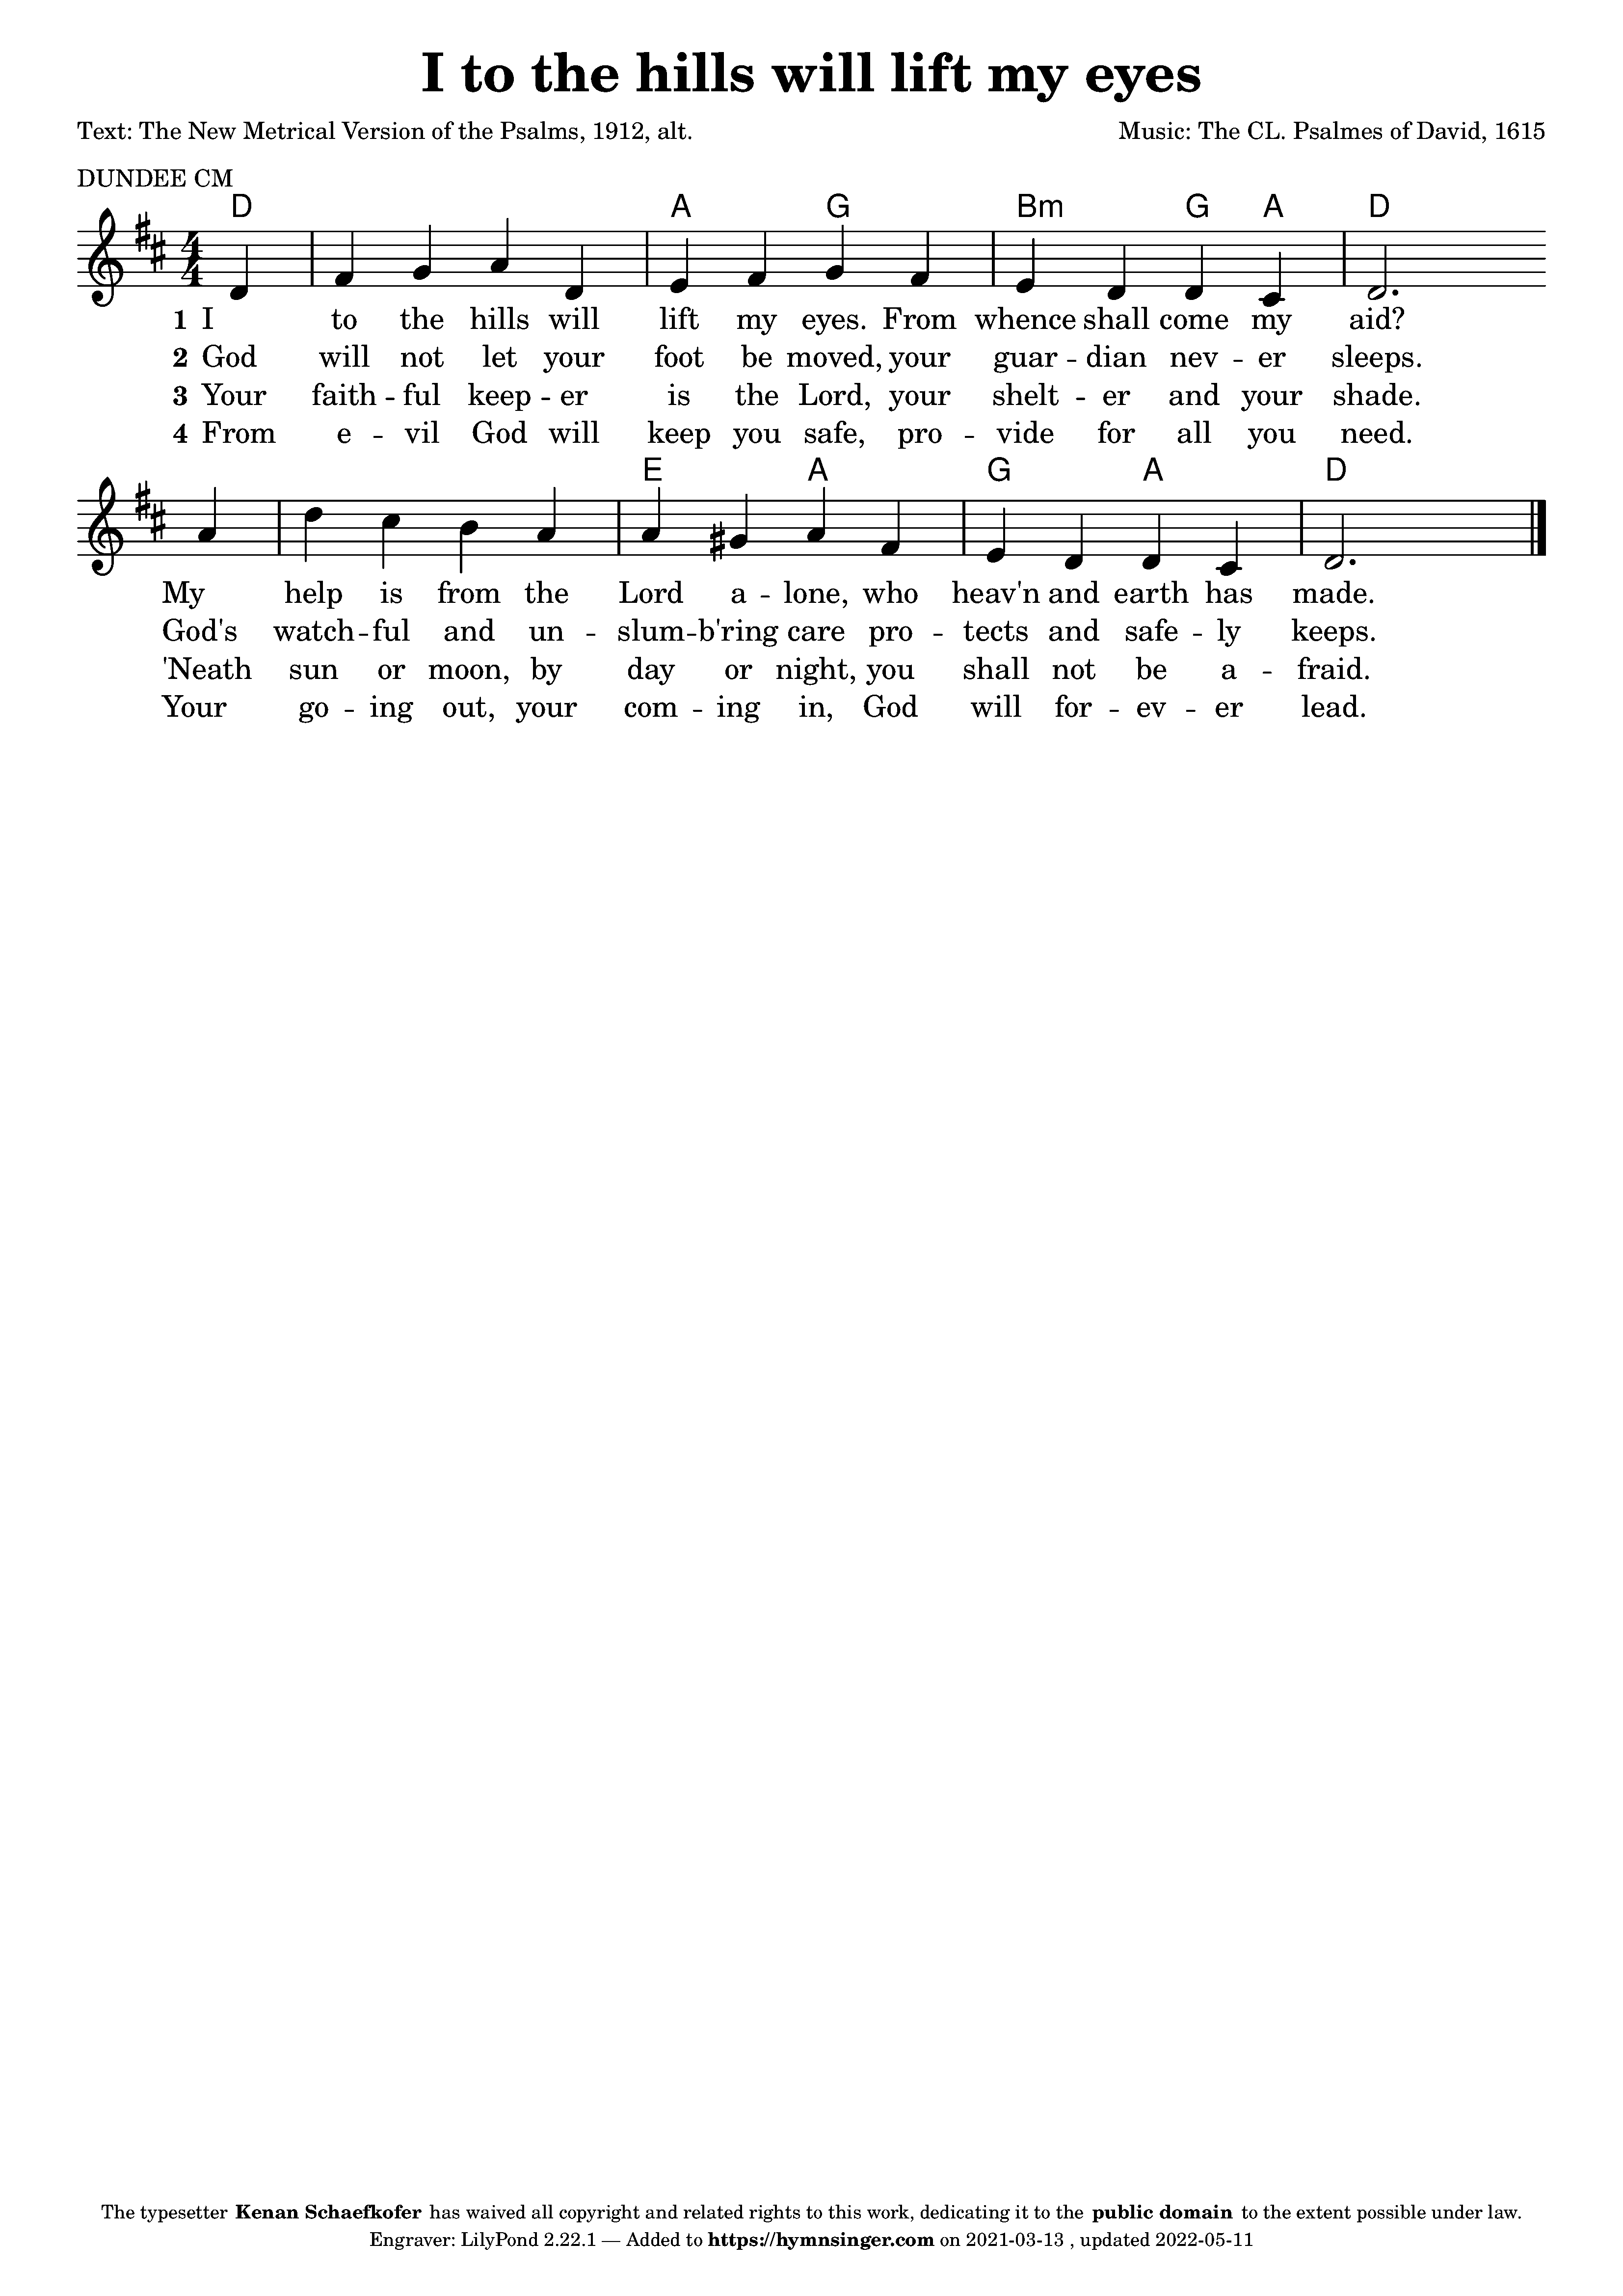 I to the hills will lift my eyes
Text: The New Metrical Version of the Psalms, 1912, alt. Music: The CL. Psalmes of David, 1615
DUNDEE CM
D A G Bm G A D
4
4
1 I to the hills will lift my eyes. From whence shall come my aid?
2 God will not let your foot be moved, your guar -- dian nev -- er sleeps.
3 Your faith -- ful keep -- er is the Lord, your shelt -- er and your shade.
4 From e -- vil God will keep you safe, pro -- vide for all you need.
E A G A D
My help is from the Lord a -- lone, who heav'n and earth has made.
God's watch -- ful and un -- slum -- b'ring care pro -- tects and safe -- ly keeps.
'Neath sun or moon, by day or night, you shall not be a -- fraid.
Your go -- ing out, your com -- ing in, God will for -- ev -- er lead.
The typesetter Kenan Schaefkofer has waived all copyright and related rights to this work, dedicating it to the public domain to the extent possible under law.
Engraver: LilyPond 2.22.1 — Added to https://hymnsinger.com on 2021-03-13 , updated 2022-05-11